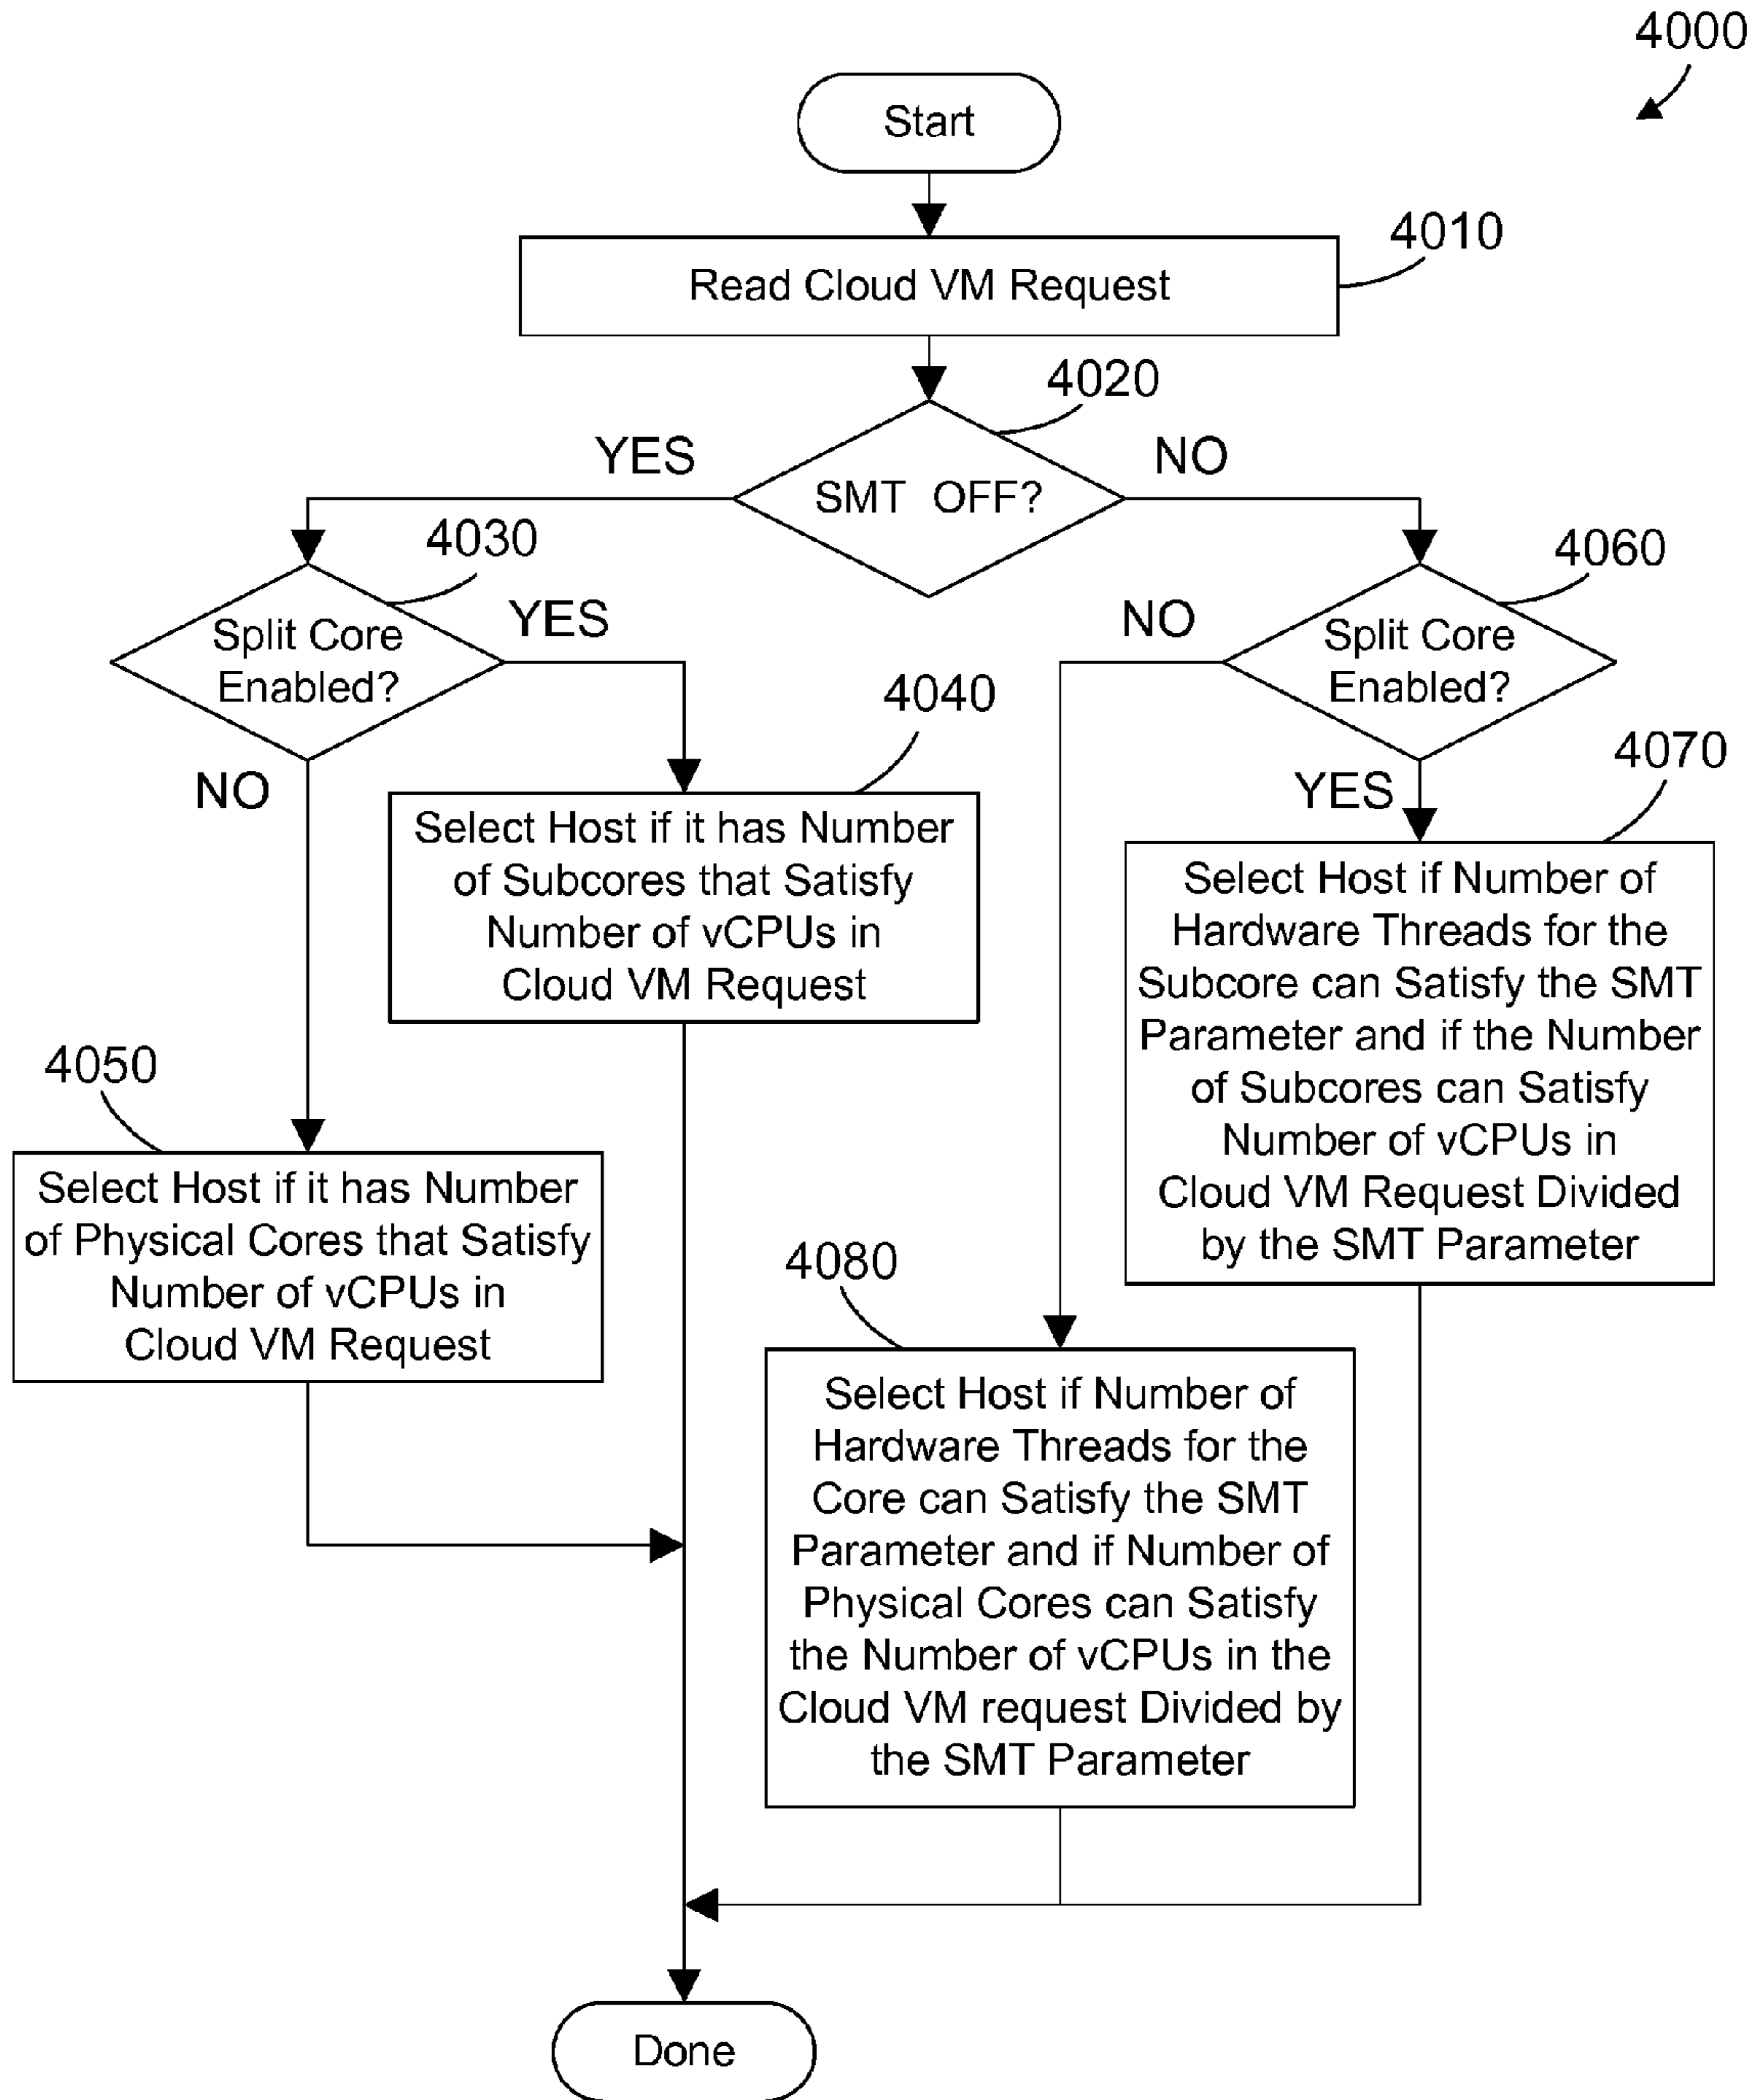 4000
Start
4010
Read Cloud VM Request
4020
YES
NO
SMT OFF?
4030
4060
YES
NO
Split Core
Enabled?
Split Core
Enabled?
4040
4070
NO
YES
Select Host if it has Number
of Subcores that Satisfy
Number of vCPUs in
Cloud VM Request
Select Host if Number of
Hardware Threads for the
Subcore can Satisfy the SMT
Parameter and if the Number
of Subcores can Satisfy
Number of vCPUs in
Cloud VM Request Divided
by the SMT Parameter
4050
Select Host if it has Number
of Physical Cores that Satisfy
Number of vCPUs in
Cloud VM Request
4080
Select Host if Number of
Hardware Threads for the
Core can Satisfy the SMT
Parameter and if Number of
Physical Cores can Satisfy
the Number of vCPUs in the
Cloud VM request Divided by
the SMT Parameter
Done